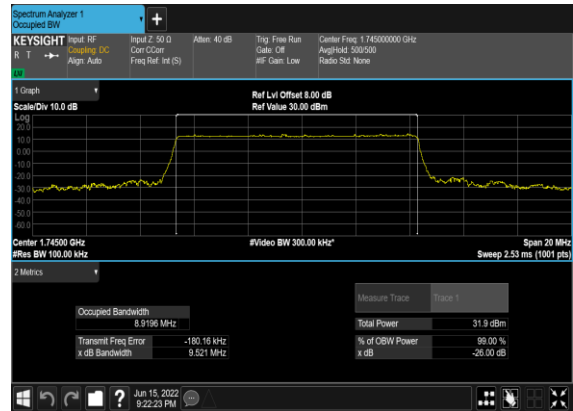 Spectrum Analyzer 1
Occupied BW
+
KEYSIGHT
R T
LXI
Input: RF
Coupling: DC
Align: Auto
Input Z: 50 Ω
Corr CCorr
Freq Ref: Int (S)
Atten: 40 dB
Trig: Free Run
Gate: Off
#IF Gain: Low
Center Freq: 1.745000000 GHz
Avg|Hold: 500/500
Radio Std: None
1 Graph
Scale/Div 10.0 dB
Ref Lvl Offset 8.00 dB
Ref Value 30.00 dBm
Log
20.0
10.0
0.00
-10.0
-20.0
-30.0
-40.0
-50.0
-60.0
Center 1.74500 GHz
#Res BW 100.00 kHz
#Video BW 300.00 kHz*
Span 20 MHz
Sweep 2.53 ms (1001 pts)
2 Metrics
Measure Trace Trace 1
Occupied Bandwidth
8.9196 MHz
Total Power 31.9 dBm
Transmit Freq Error -180.16 kHz
% of OBW Power 99.00 %
x dB Bandwidth 9.521 MHz
x dB -26.00 dB
?
Jun 15, 2022
9:22:23 PM